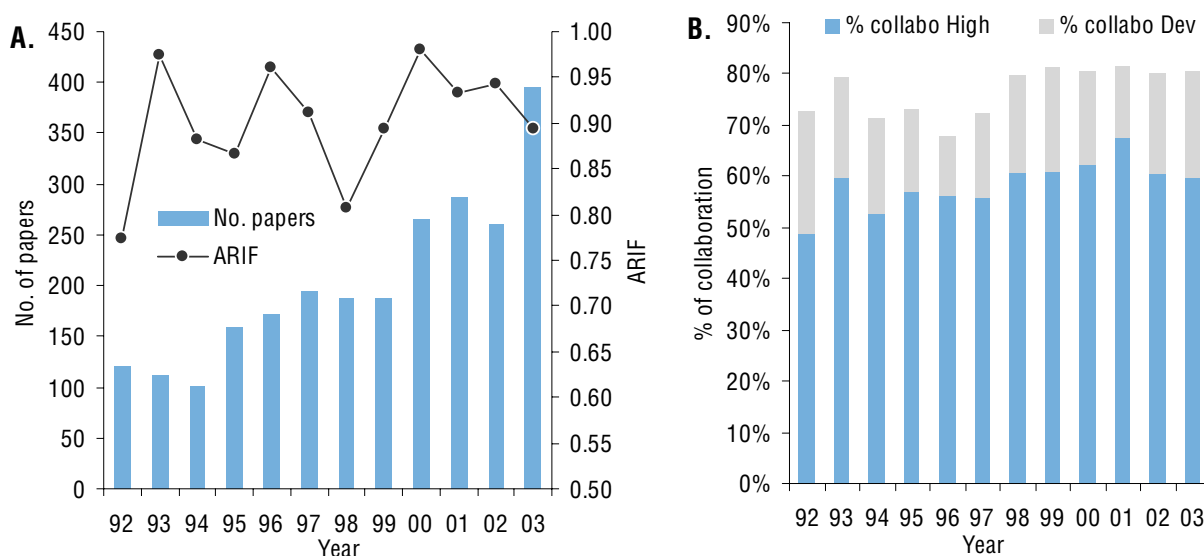 A.
No. of papers
450
400
350
300
250
200
150
100
50
0
No. papers
ARIF
1.00
0.95
0.90
0.85
0.80
0.75
0.70
0.65
0.60
0.55
0.50
ARIF
92 93 94 95 96 97 98 99 00 01 02 03
Year
B.
% collabo High % collabo Dev
% of collaboration
90%
80%
70%
60%
50%
40%
30%
20%
10%
0%
92 93 94 95 96 97 98 99 00 01 02 03
Year